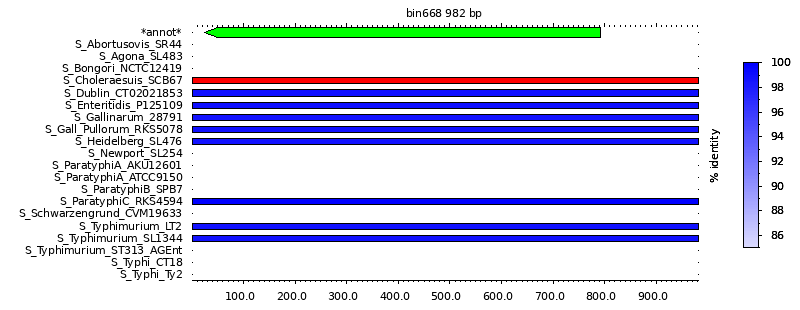 bin668 982 bp
*annot*
S_Abortusovis_SR44
S_Agona_SL483
S_Bongori_NCTC12419
S_Choleraesuis_SCB67
S_Dublin_CT02021853
S_Enteritidis_P125109
S_Gallinarum_28791
S_Gall_Pullorum_RKS5078
S_Heidelberg_SL476
S_Newport_SL254
S_ParatyphiA_AKU12601
S_ParatyphiA_ATCC9150
S_ParatyphiB_SPB7
S_ParatyphiC_RKS4594
S_Schwarzengrund_CVM19633
S_Typhimurium_LT2
S_Typhimurium_SL1344
S_Typhimurium_ST313_AGEnt
S_Typhi_CT18
S_Typhi_Ty2
100.0 200.0 300.0 400.0 500.0 600.0 700.0 800.0 900.0
% identity
100
98
96
94
92
90
88
86